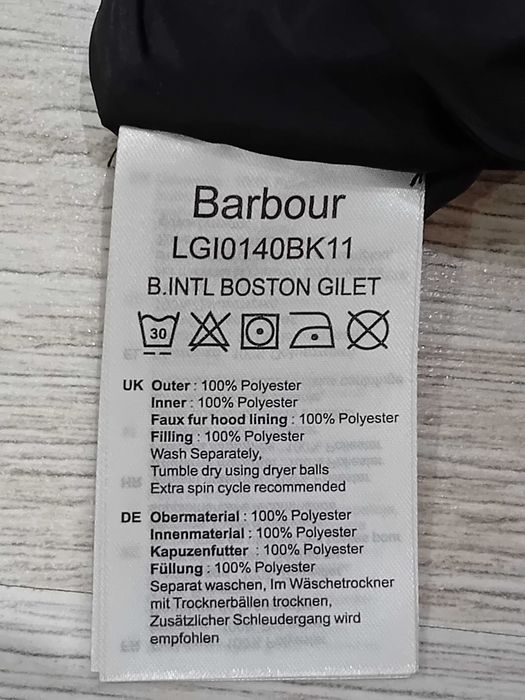 Barbour
LGI0140BK11
B.INTL BOSTON GILET
30
UK Outer : 100% Polyester
Inner : 100% Polyester
Faux fur hood lining : 100% Polyester
Filling : 100% Polyester
Wash Separately,
Tumble dry using dryer balls
Extra spin cycle recommended
DE Obermaterial : 100% Polyester
Innenmaterial : 100% Polyester
Kapuzenfutter : 100% Polyester
Füllung : 100% Polyester
Separat waschen, Im Wäschetrockner
mit Trocknerbällen trocknen,
Zusätzlicher Schleudergang wird
empfohlen